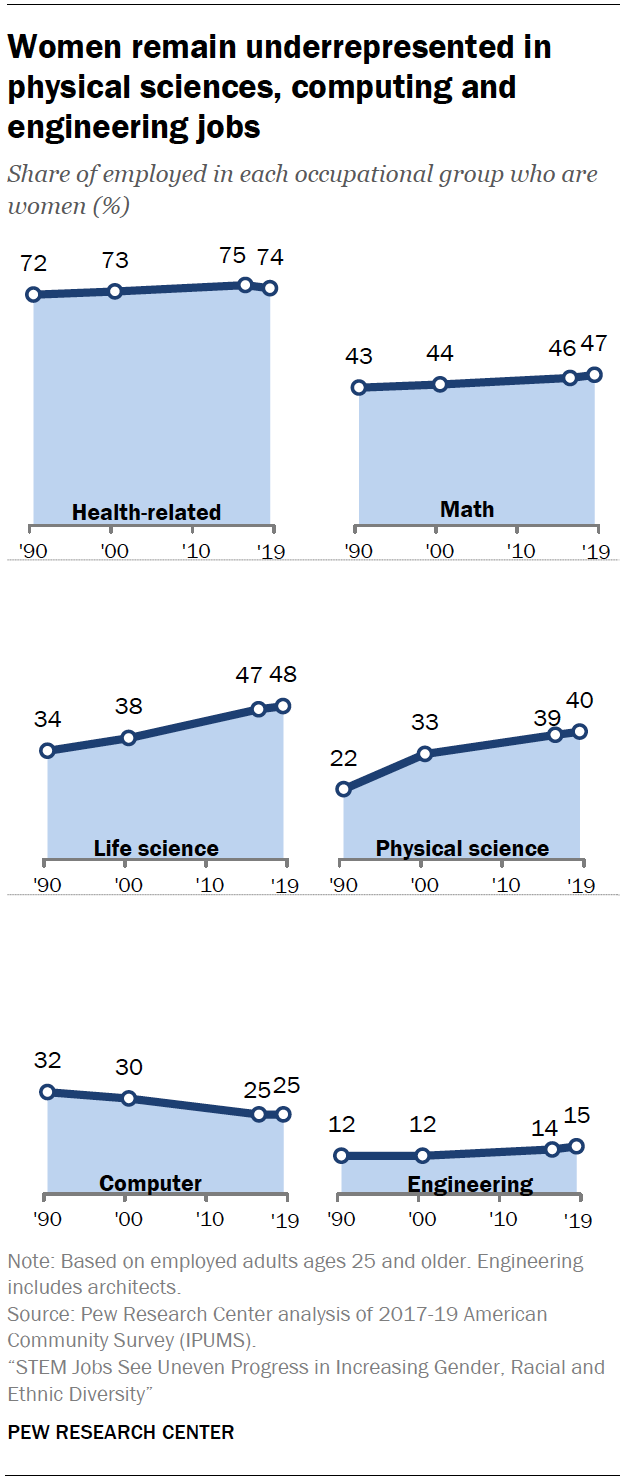 Women remain underrepresented in
physical sciences, computing and
engineering jobs
Share of employed in each occupational group who are
women (%)
72 73 75 74
Health-related
'90 '00 '10 '19
43 44 46 47
Math
'90 '00 '10 '19
34 38 47 48
Life science
'90 '00 '10 '19
22 33 39 40
Physical science
'90 '00 '10 '19
32 30 25 25
Computer
'90 '00 '10 '19
12 12 14 15
Engineering
'90 '00 '10 '19
Note: Based on employed adults ages 25 and older. Engineering
includes architects.
Source: Pew Research Center analysis of 2017-19 American
Community Survey (IPUMS).
“STEM Jobs See Uneven Progress in Increasing Gender, Racial and
Ethnic Diversity”
PEW RESEARCH CENTER